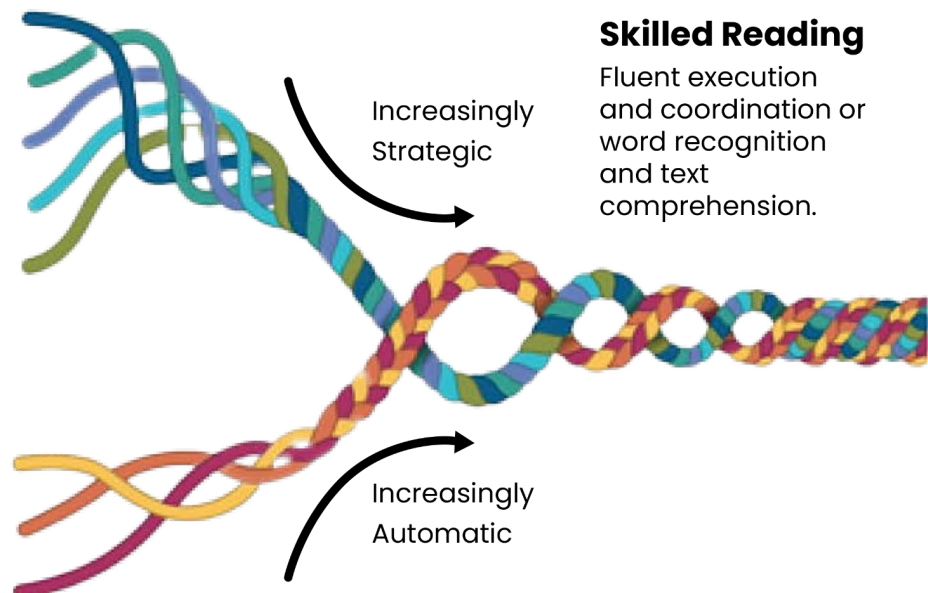 Skilled Reading
Fluent execution
and coordination or
word recognition
and text
comprehension.
Increasingly
Strategic
Increasingly
Automatic